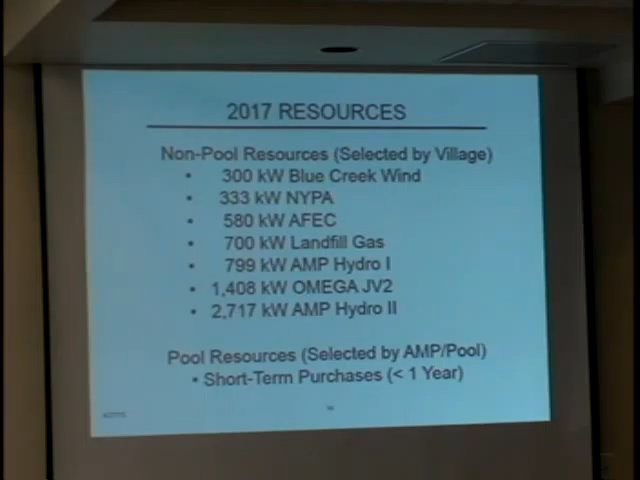 2017 RESOURCES
Non-Pool Resources (Selected by Village)
• 300 kW Blue Creek Wind
• 333 kW NYPA
• 580 kW AFEC
• 700 kW Landfill Gas
• 799 kW AMP Hydro I
• 1,408 kW OMEGA JV2
• 2,717 kW AMP Hydro II
Pool Resources (Selected by AMP/Pool)
• Short-Term Purchases (< 1 Year)